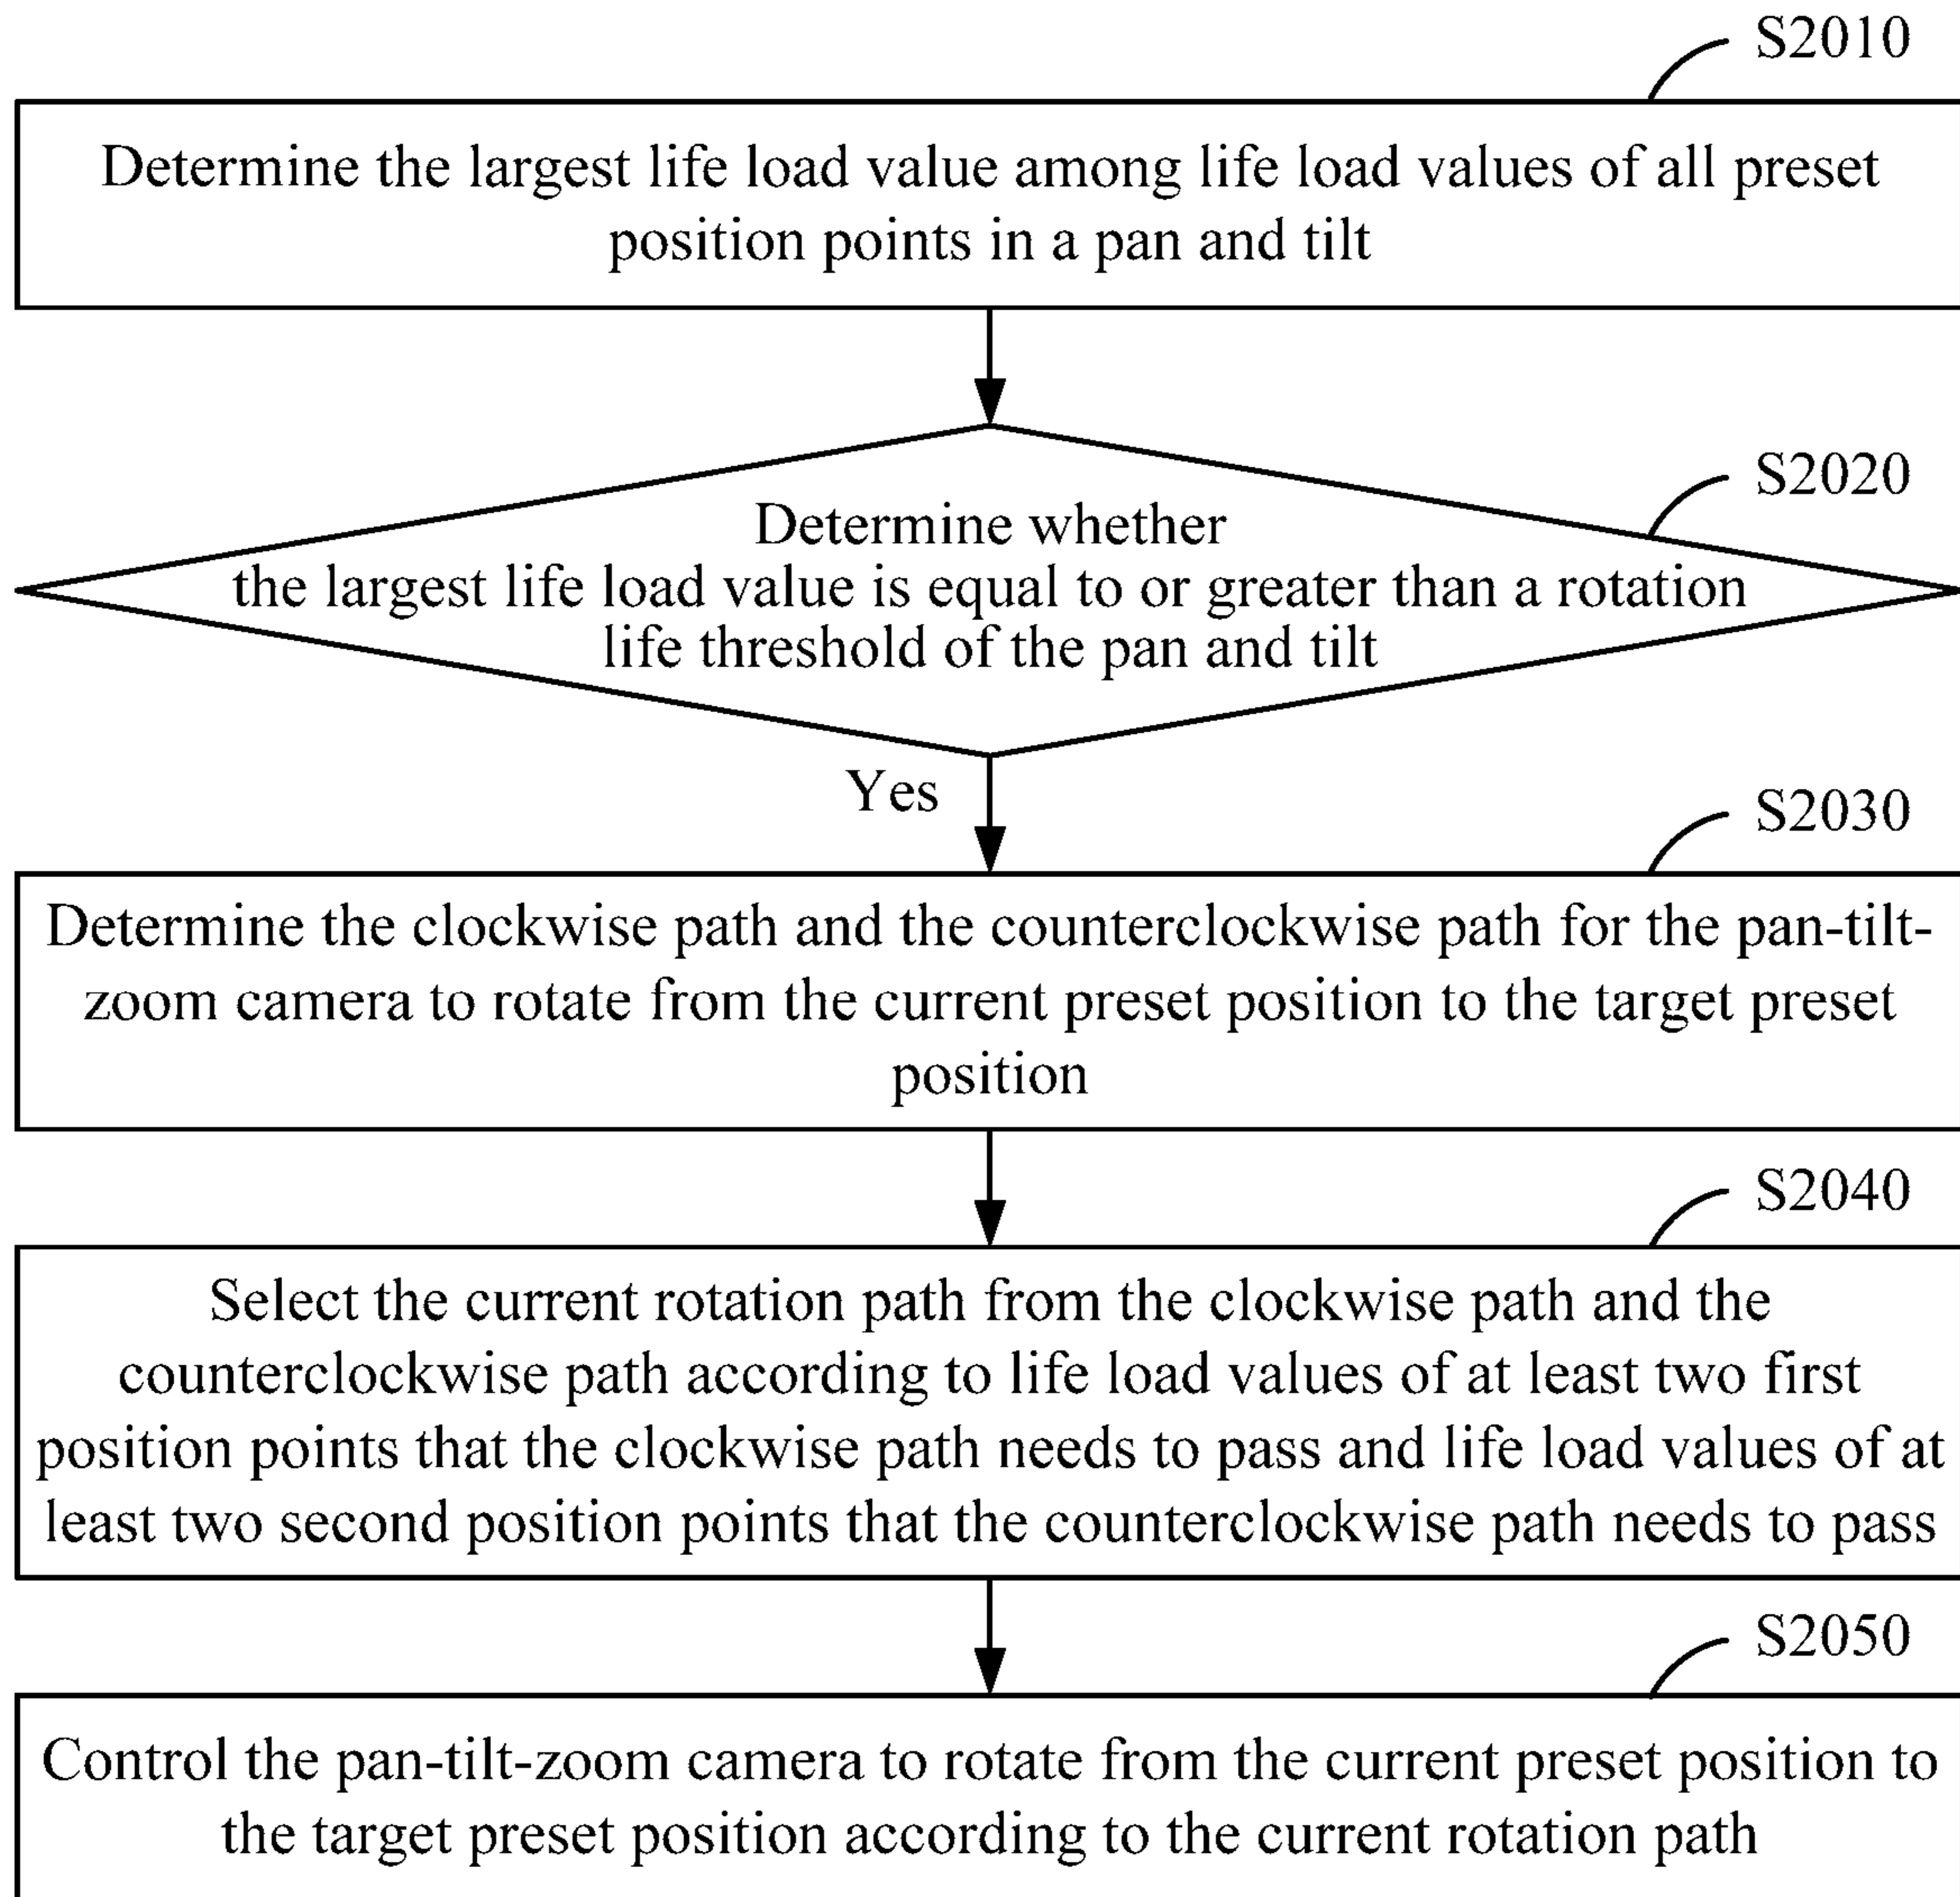 S2010
Determine the largest life load value among life load values of all preset
position points in a pan and tilt
S2020
Determine whether
the largest life load value is equal to or greater than a rotation
life threshold of the pan and tilt
Yes
S2030
Determine the clockwise path and the counterclockwise path for the pan-tilt-
zoom camera to rotate from the current preset position to the target preset
position
S2040
Select the current rotation path from the clockwise path and the
counterclockwise path according to life load values of at least two first
position points that the clockwise path needs to pass and life load values of at
least two second position points that the counterclockwise path needs to pass
S2050
Control the pan-tilt-zoom camera to rotate from the current preset position to
the target preset position according to the current rotation path